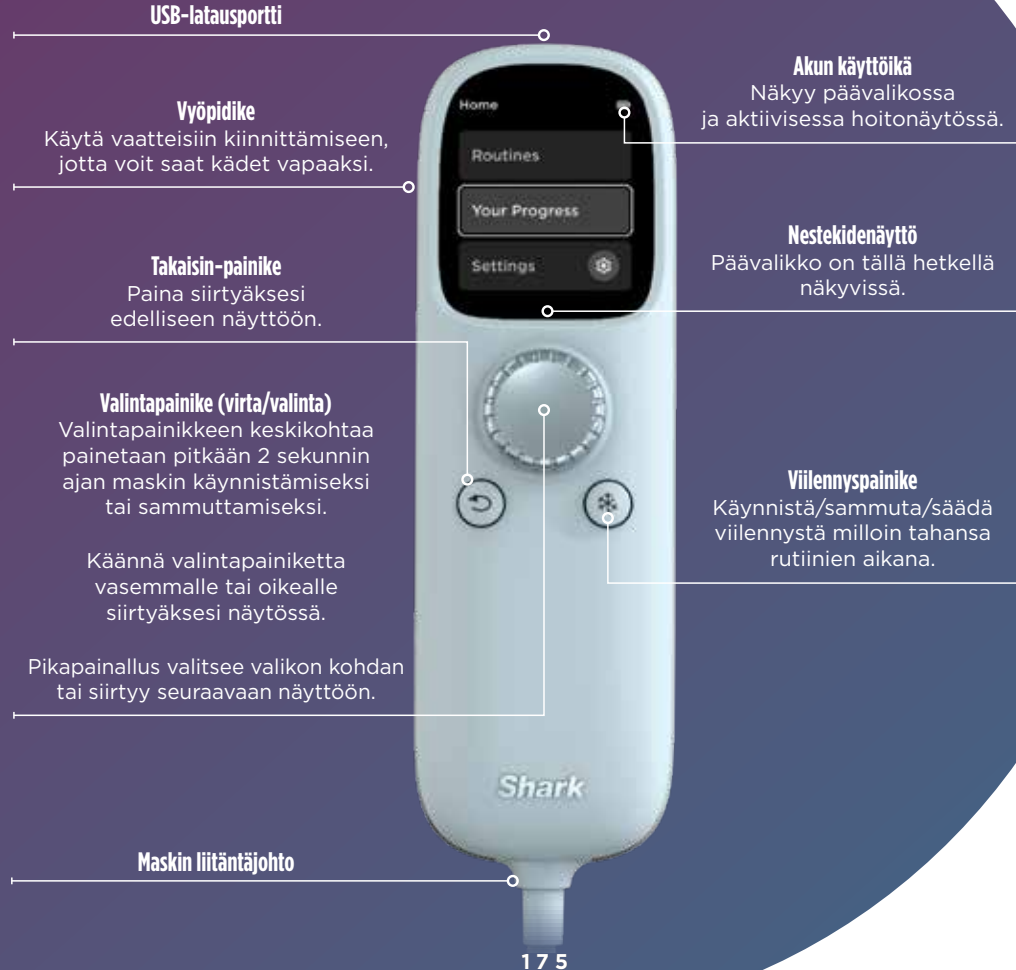 USB-latausportti
Vyöpidike
Käytä vaatteisiin kiinnittämiseen,
jotta voit saat kädet vapaaksi.
Takaisin-painike
Paina siirtyäksesi
edelliseen näyttöön.
Valintapainike (virta/valinta)
Valintapainikkeen keskikohtaa
painetaan pitkään 2 sekunnin
ajan maskin käynnistämiseksi
tai sammuttamiseksi.
Käännä valintapainiketta
vasemmalle tai oikealle
siirtyäksesi näytössä.
Pikapainallus valitsee valikon kohdan
tai siirtyy seuraavaan näyttöön.
Maskin liitäntäjohto
Home
Routines
Your Progress
Settings
Shark
Akun käyttöikä
Näkyy päävalikossa
ja aktiivisessa hoitonäytössä.
Nestekidenäyttö
Päävalikko on tällä hetkellä
näkyvissä.
Viilennyspainike
Käynnistä/sammuta/säädä
viilennystä milloin tahansa
rutiinien aikana.
175